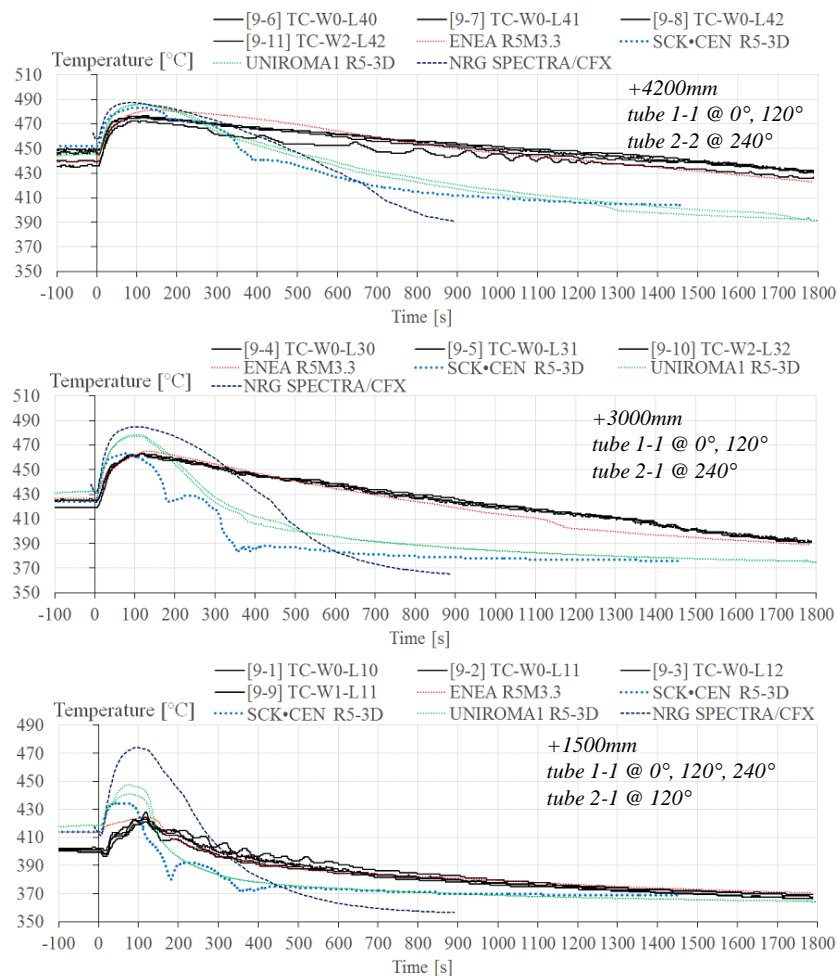 [9-6] TC-W0-L40 [9-7] TC-W0-L41 [9-8] TC-W0-L42
[9-11] TC-W2-L42 ENEA R5M3.3 SCK•CEN R5-3D
UNIROMA1 R5-3D NRG SPECTRA/CFX
Temperature [°C]
510
490
470
450
430
410
390
370
350
+4200mm
tube 1-1 @ 0°, 120°
tube 2-2 @ 240°
-100 0 100 200 300 400 500 600 700 800 900 1000 1100 1200 1300 1400 1500 1600 1700 1800
Time [s]
[9-4] TC-W0-L30 [9-5] TC-W0-L31 [9-10] TC-W2-L32
ENEA R5M3.3 SCK•CEN R5-3D UNIROMA1 R5-3D
NRG SPECTRA/CFX
Temperature [°C]
510
490
470
450
430
410
390
370
350
+3000mm
tube 1-1 @ 0°, 120°
tube 2-1 @ 240°
-100 0 100 200 300 400 500 600 700 800 900 1000 1100 1200 1300 1400 1500 1600 1700 1800
Time [s]
[9-1] TC-W0-L10 [9-2] TC-W0-L11 [9-3] TC-W0-L12
[9-9] TC-W1-L11 ENEA R5M3.3 SCK•CEN R5-3D
SCK•CEN R5-3D UNIROMA1 R5-3D NRG SPECTRA/CFX
Temperature [°C]
490
470
450
430
410
390
370
350
+1500mm
tube 1-1 @ 0°, 120°, 240°
tube 2-1 @ 120°
-100 0 100 200 300 400 500 600 700 800 900 1000 1100 1200 1300 1400 1500 1600 1700 1800
Time [s]